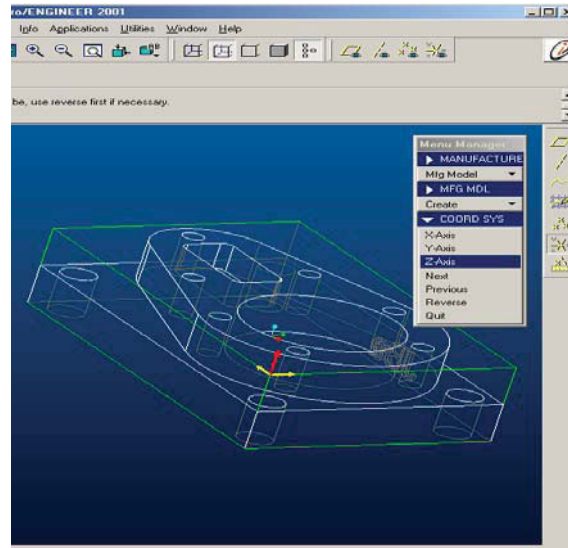 ro/ENGINEER 2001
Info Applications Utilities Window Help
be, use reverse first if necessary.
Menu Manager
MANUFACTURE
Mfg Model
MFG MDL
Create
COORD SYS
X-Axis
Y-Axis
Z-Axis
Next
Previous
Reverse
Quit